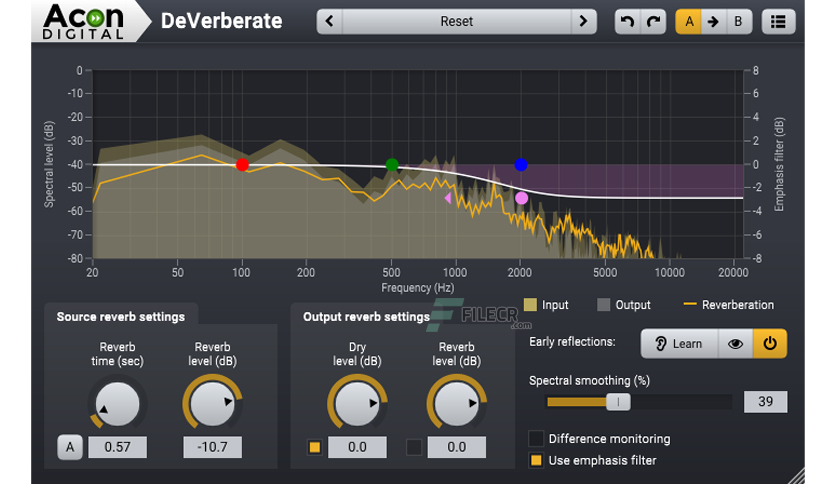 Acon
DIGITAL
DeVerberate
Reset
A
B
0
-10
-20
-30
-40
-50
-60
-70
-80
8
6
4
2
0
-2
-4
-6
-8
Spectral level (dB)
Emphasis filter (dB)
20
50
100
200
500
1000
2000
5000
10000
20000
Frequency (Hz)
Input
Output
Reverberation
FILECR
.com
Source reverb settings
Reverb
time (sec)
Reverb
level (dB)
A
0.57
-10.7
Output reverb settings
Dry
level (dB)
Reverb
level (dB)
0.0
0.0
Early reflections:
Learn
Spectral smoothing (%)
39
Difference monitoring
Use emphasis filter